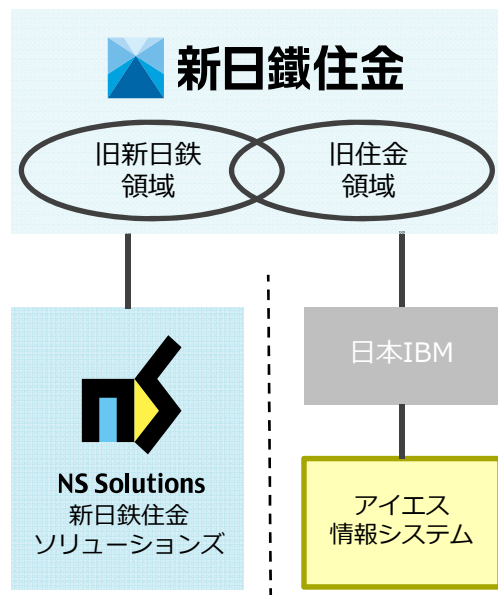 新日鐵住金
旧新日鉄
領域
旧住金
領域
NS Solutions
新日鉄住金
ソリューションズ
日本IBM
アイエス
情報システム